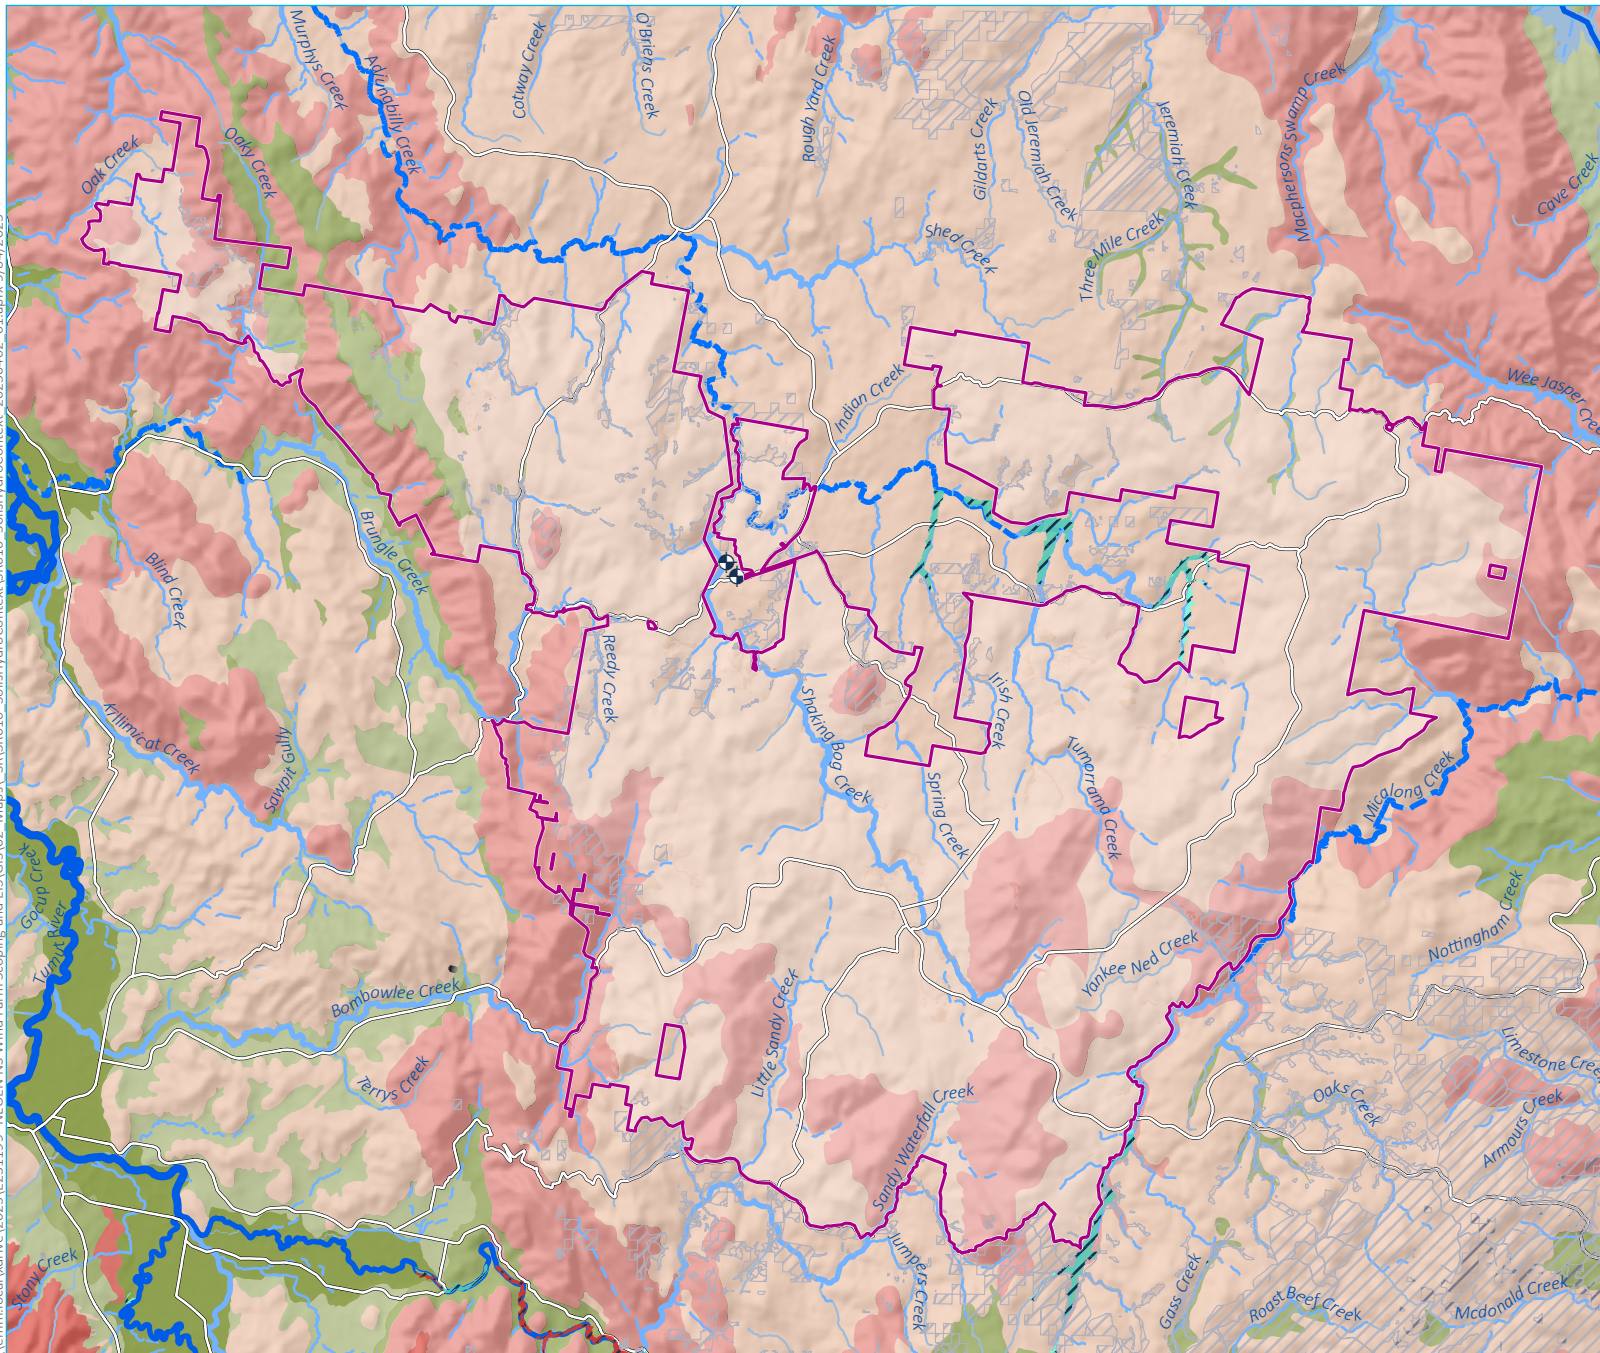 Murphys Creek
Adjungbilly Creek
Cotway Creek
O'Briens Creek
Rough Yard Creek
Gildarts Creek
Old Jeremiah Creek
Jeremiah Creek
Macphersons Swamp Creek
Cave Creek
Oak Creek
Oaky Creek
Shed Creek
Three Mile Creek
Indian Creek
Wee Jasper Creek
Brungle Creek
Blind Creek
Reedy Creek
Shaking Bog Creek
Irish Creek
Killimicat Creek
Sawpit Gully
Spring Creek
Tumorrama Creek
Micalong Creek
Gocup Creek
Tumut River
Nottingham Creek
Yankee Ned Creek
Bombowlee Creek
Little Sandy Creek
Limestone Creek
Terrys Creek
Sandy Waterfall Creek
Oaks Creek
Armours Creek
Stony Creek
Jumpers Creek
Gass Creek
Roast Beef Creek
Mcdonald Creek